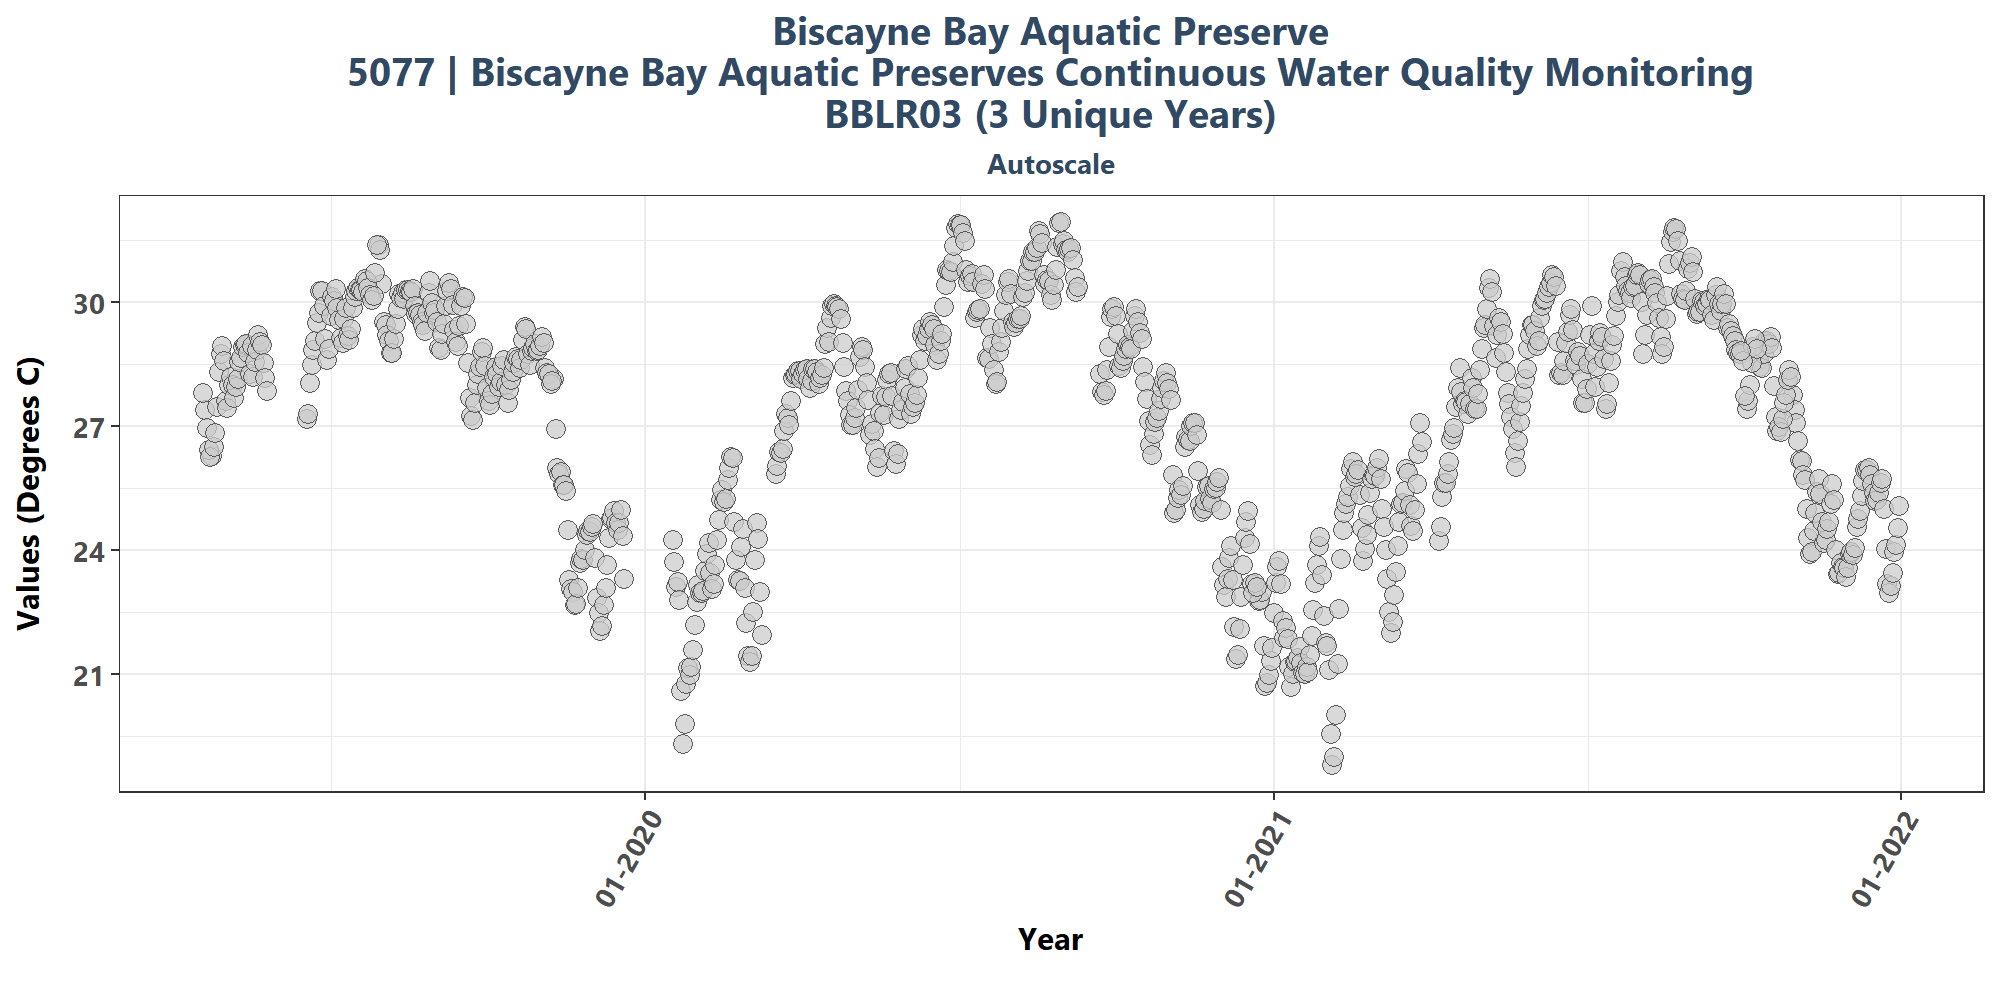 Biscayne Bay Aquatic Preserve
5077 | Biscayne Bay Aquatic Preserves Continuous Water Quality Monitoring
BBLR03 (3 Unique Years)
Autoscale
Values (Degrees C)
30
27
24
21
01-2020
01-2021
01-2022
Year